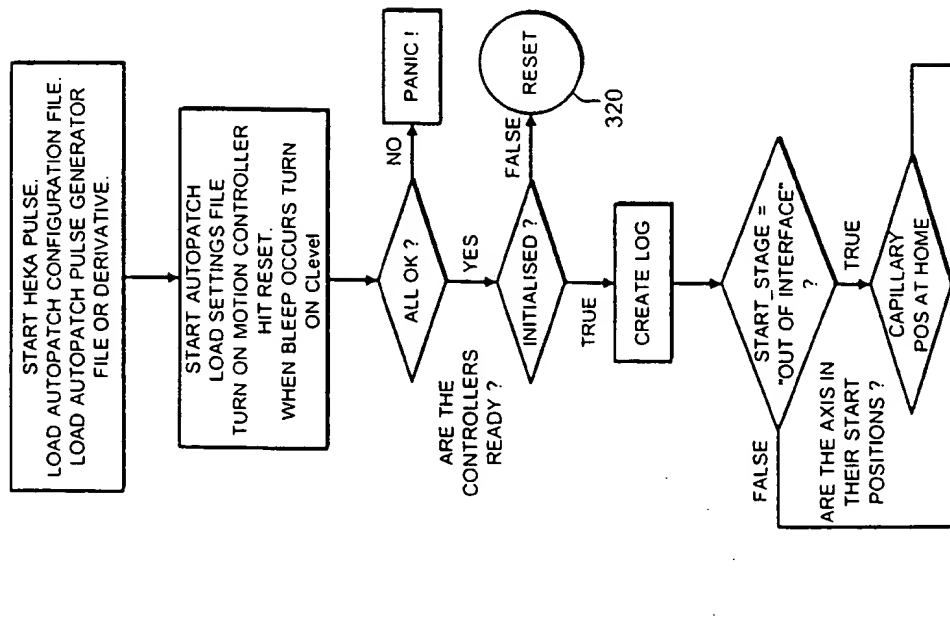 START HEKA PULSE.
LOAD AUTOPATCH CONFIGURATION FILE.
LOAD AUTOPATCH PULSE GENERATOR
FILE OR DERIVATIVE.
START AUTOPATCH
LOAD SETTINGS FILE
TURN ON MOTION CONTROLLER
HIT RESET.
WHEN BLEEP OCCURS TURN
ON CLevel
ALL OK ?
NO
PANIC !
YES
ARE THE
CONTROLLERS
READY ?
INITIALISED ?
FALSE
RESET
320
TRUE
CREATE LOG
START_STAGE =
"OUT OF INTERFACE"
?
FALSE
TRUE
ARE THE AXIS IN
THEIR START
POSITIONS ?
CAPILLARY
POS AT HOME